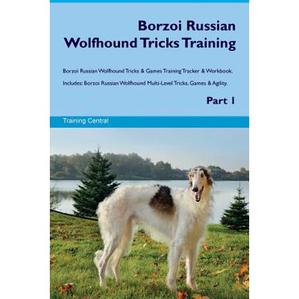 Borzoi Russian
Wolfhound Tricks Training
Borzoi Russian Wolfhound Tricks & Games Training Tracker & Workbook.
Includes: Borzoi Russian Wolfhound Multi-Level Tricks, Games & Agility.
Part 1
Training Central